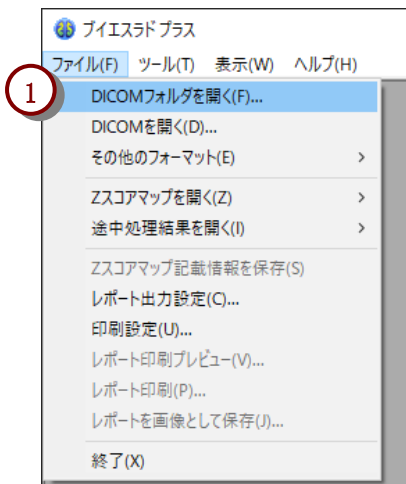 ブイエスラド プラス
ファイル(F) ツール(T) 表示(W) ヘルプ(H)
1
DICOMフォルダを開く(F)...
DICOMを開く(D)...
その他のフォーマット(E) >
Zスコアマップを開く(Z) >
途中処理結果を開く(I) >
Zスコアマップ記載情報を保存(S)
レポート出力設定(C)...
印刷設定(U)...
レポート印刷プレビュー(V)...
レポート印刷(P)...
レポートを画像として保存(J)...
終了(X)